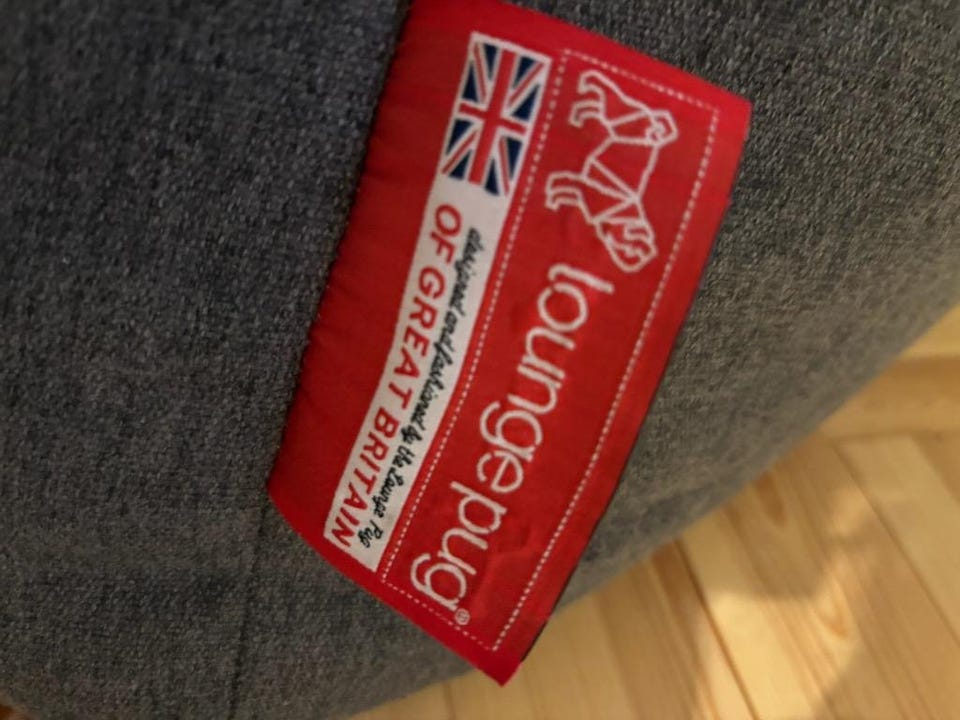 loungepug®
designed and fashioned by the Lounge Pug
OF GREAT BRITAIN